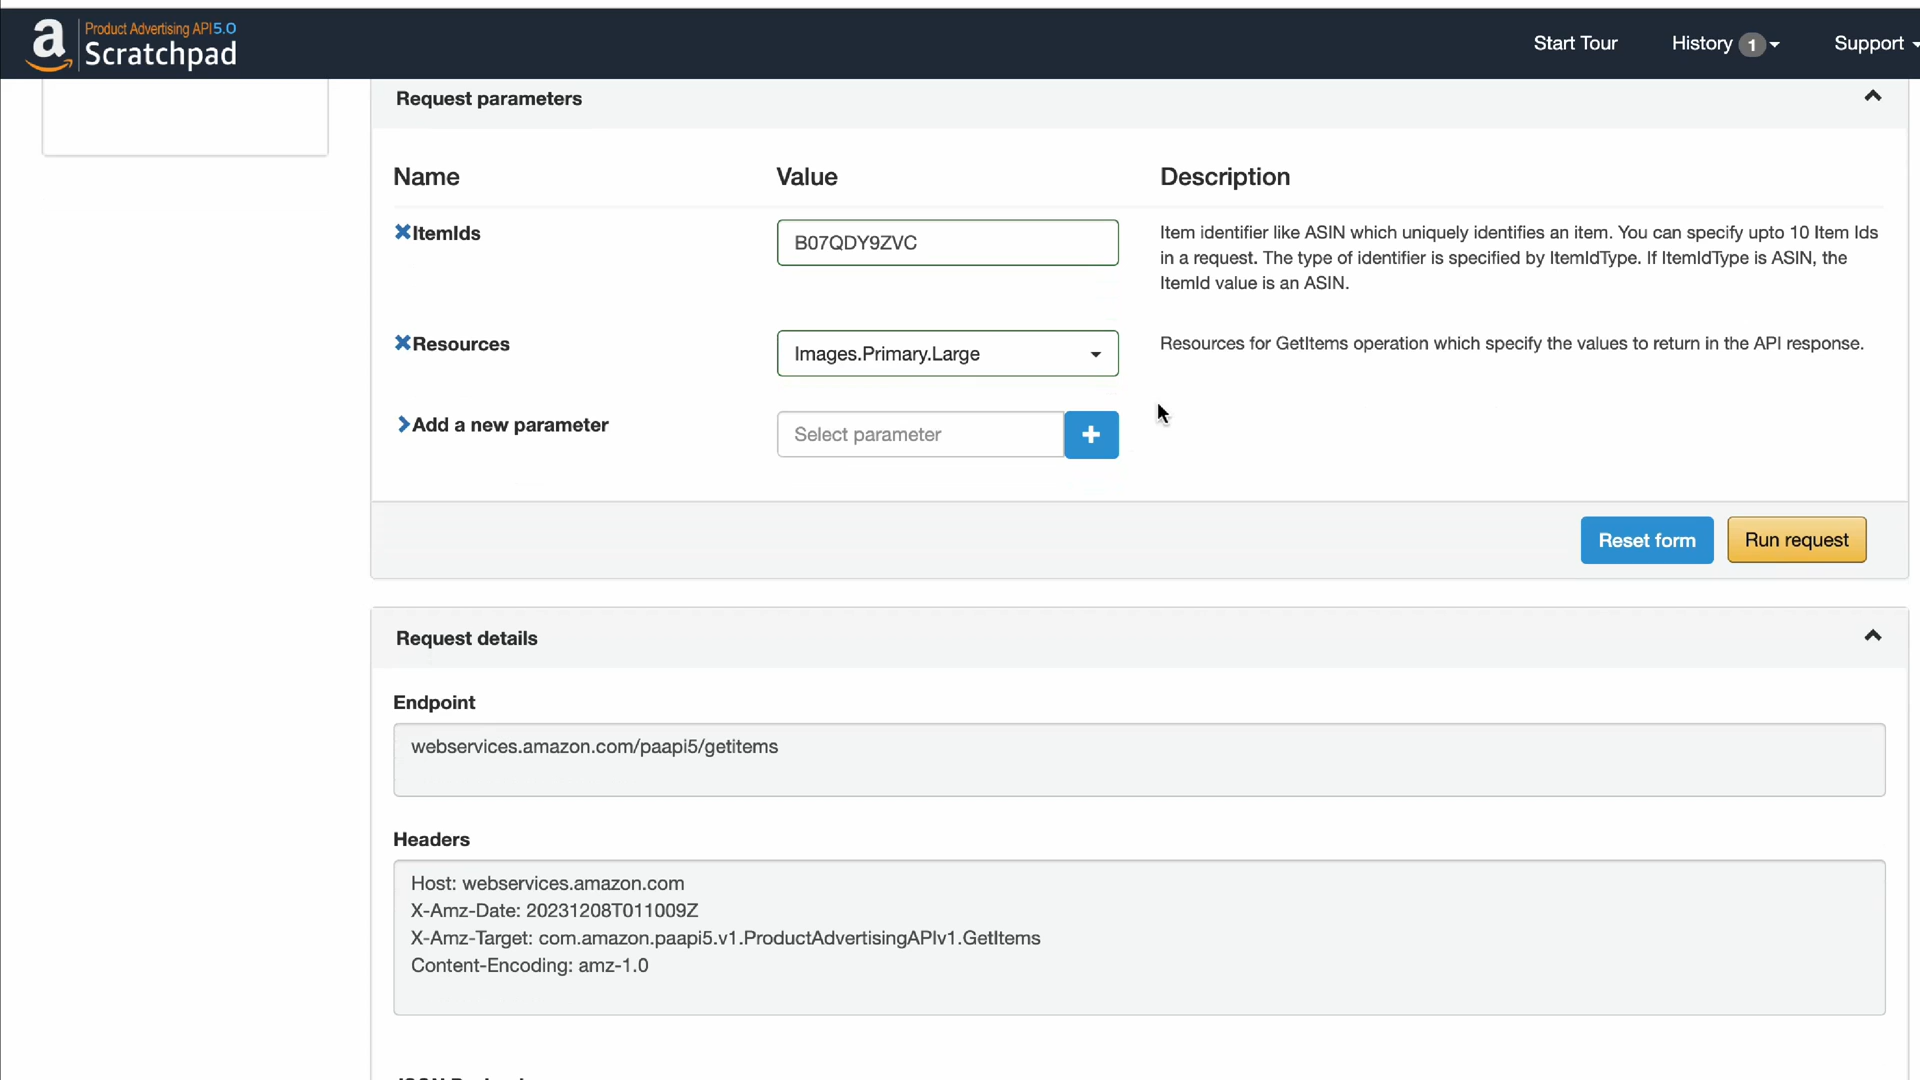 Product Advertising API 5.0
Scratchpad
Start Tour
History 1
Support
Request parameters
Name
Value
Description
ItemIds
B07QDY9ZVC
Item identifier like ASIN which uniquely identifies an item. You can specify upto 10 Item Ids
in a request. The type of identifier is specified by ItemIdType. If ItemIdType is ASIN, the
ItemId value is an ASIN.
Resources
Images.Primary.Large
Resources for GetItems operation which specify the values to return in the API response.
Add a new parameter
Select parameter
+
Reset form
Run request
Request details
Endpoint
webservices.amazon.com/paapi5/getitems
Headers
Host: webservices.amazon.com
X-Amz-Date: 20231208T011009Z
X-Amz-Target: com.amazon.paapi5.v1.ProductAdvertisingAPIv1.GetItems
Content-Encoding: amz-1.0